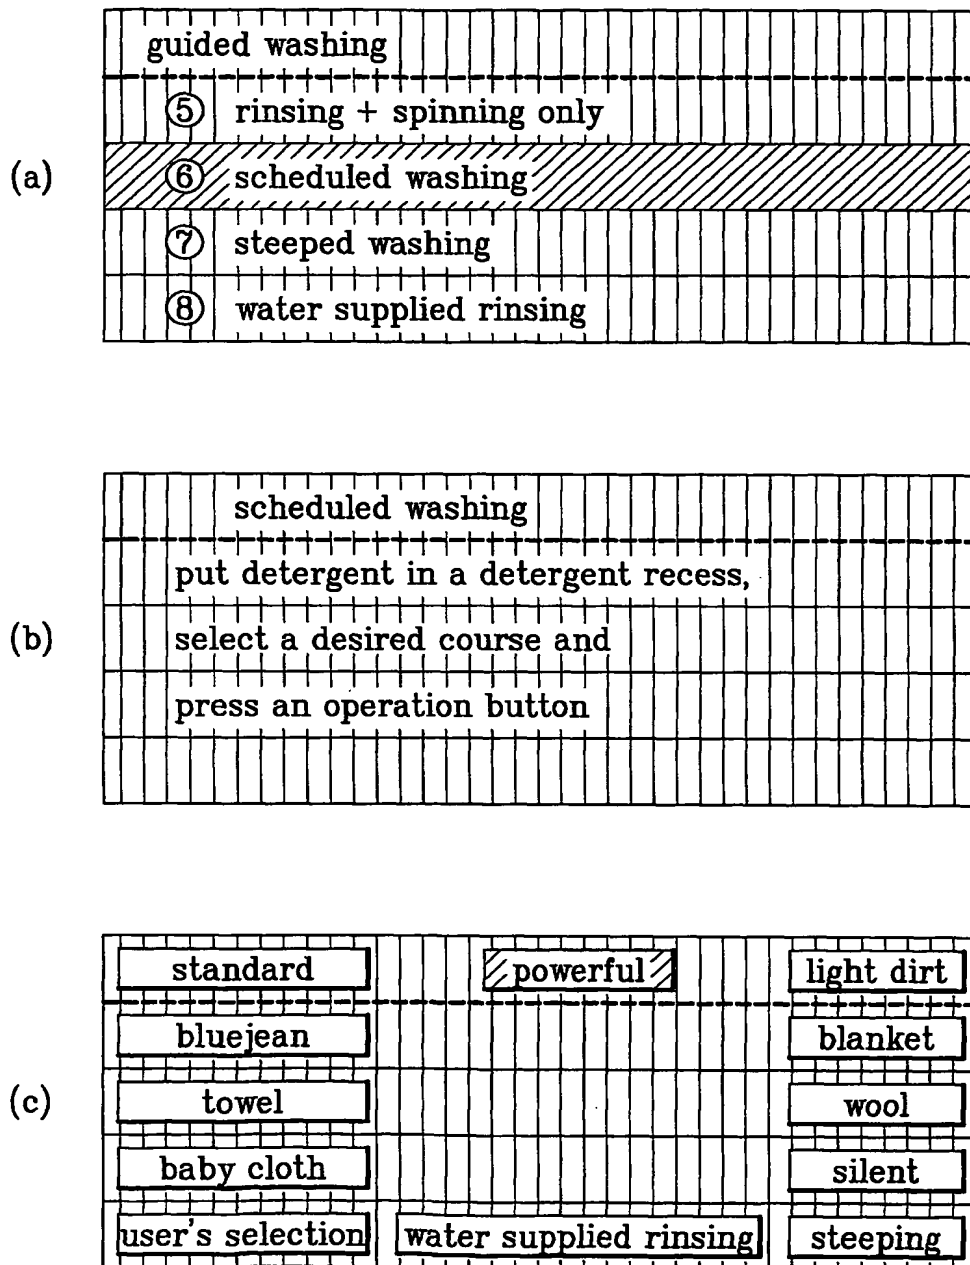 (a)
guided washing
⑤ rinsing + spinning only
⑥ scheduled washing
⑦ steeped washing
⑧ water supplied rinsing
(b)
scheduled washing
put detergent in a detergent recess,
select a desired course and
press an operation button
(c)
standard powerful light dirt
bluejean blanket
towel wool
baby cloth silent
user's selection water supplied rinsing steeping